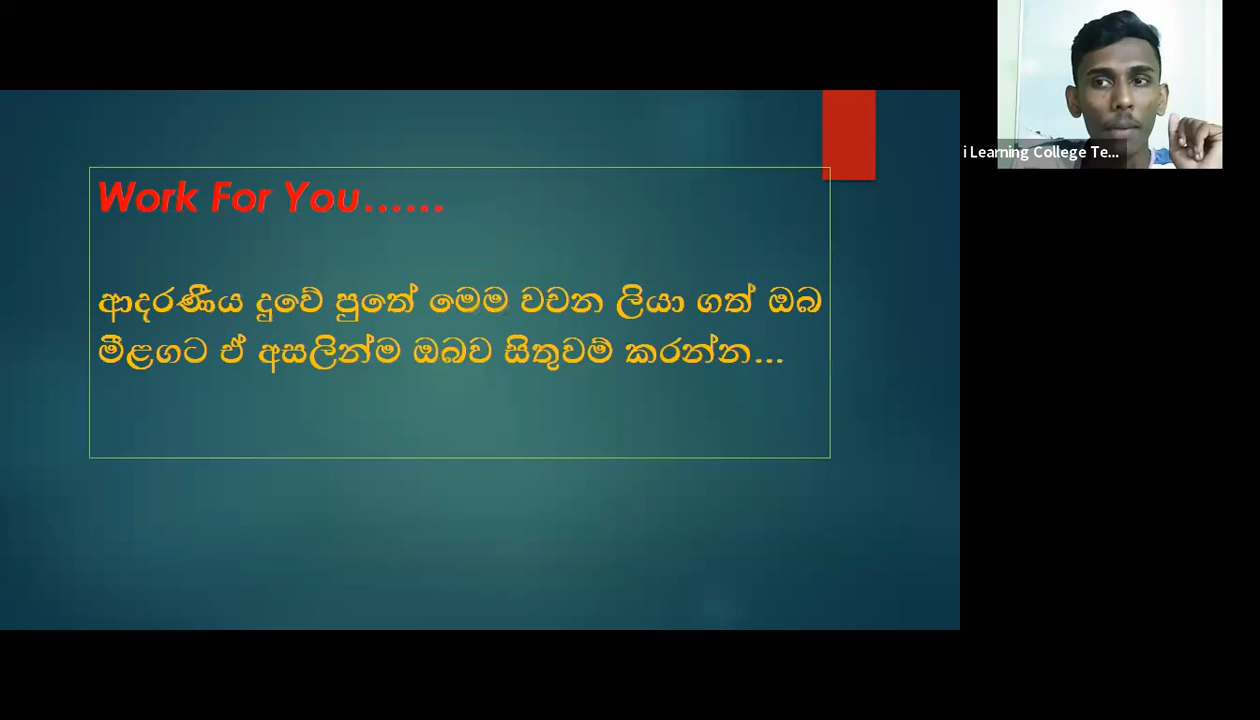 Work For You......
ආදරණීය දුවේ පුතේ මෙම වචන ලියා ගත් ඔබ
මීළගට ඒ අසලින්ම ඔබව සිතුවම් කරන්න...
i Learning College Te...